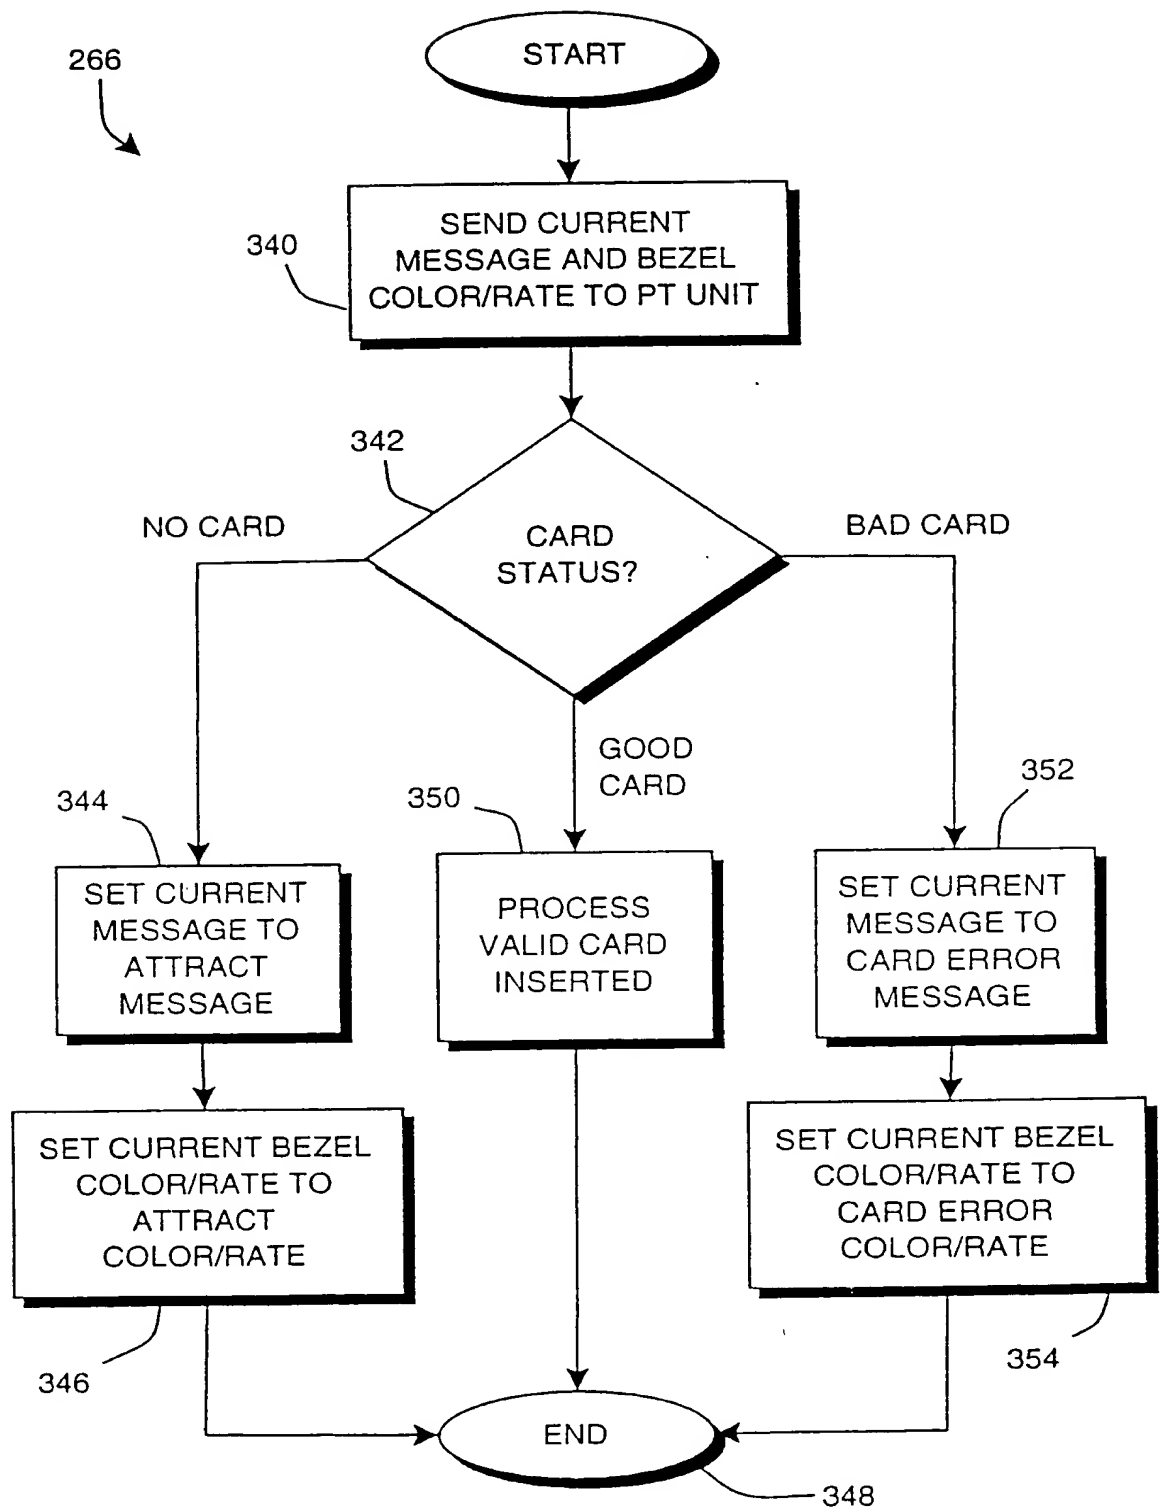 START
266
SEND CURRENT
MESSAGE AND BEZEL
COLOR/RATE TO PT UNIT
340
342
NO CARD
CARD
STATUS?
BAD CARD
GOOD
CARD
344
350
352
SET CURRENT
MESSAGE TO
ATTRACT
MESSAGE
PROCESS
VALID CARD
INSERTED
SET CURRENT
MESSAGE TO
CARD ERROR
MESSAGE
SET CURRENT BEZEL
COLOR/RATE TO
ATTRACT
COLOR/RATE
SET CURRENT BEZEL
COLOR/RATE TO
CARD ERROR
COLOR/RATE
346
354
END
348